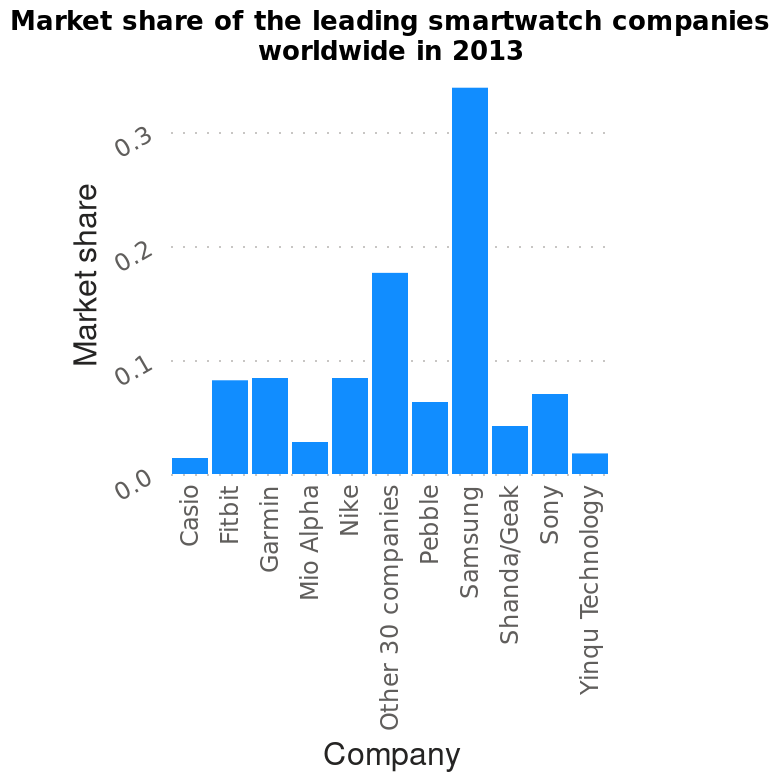 Market share of the leading smartwatch companies
worldwide in 2013
Market share
0.3
0.2
0.1
0.0
Casio
Fitbit
Garmin
Mio Alpha
Nike
Other 30 companies
Pebble
Samsung
Shanda/Geak
Sony
Yinqu Technology
Company